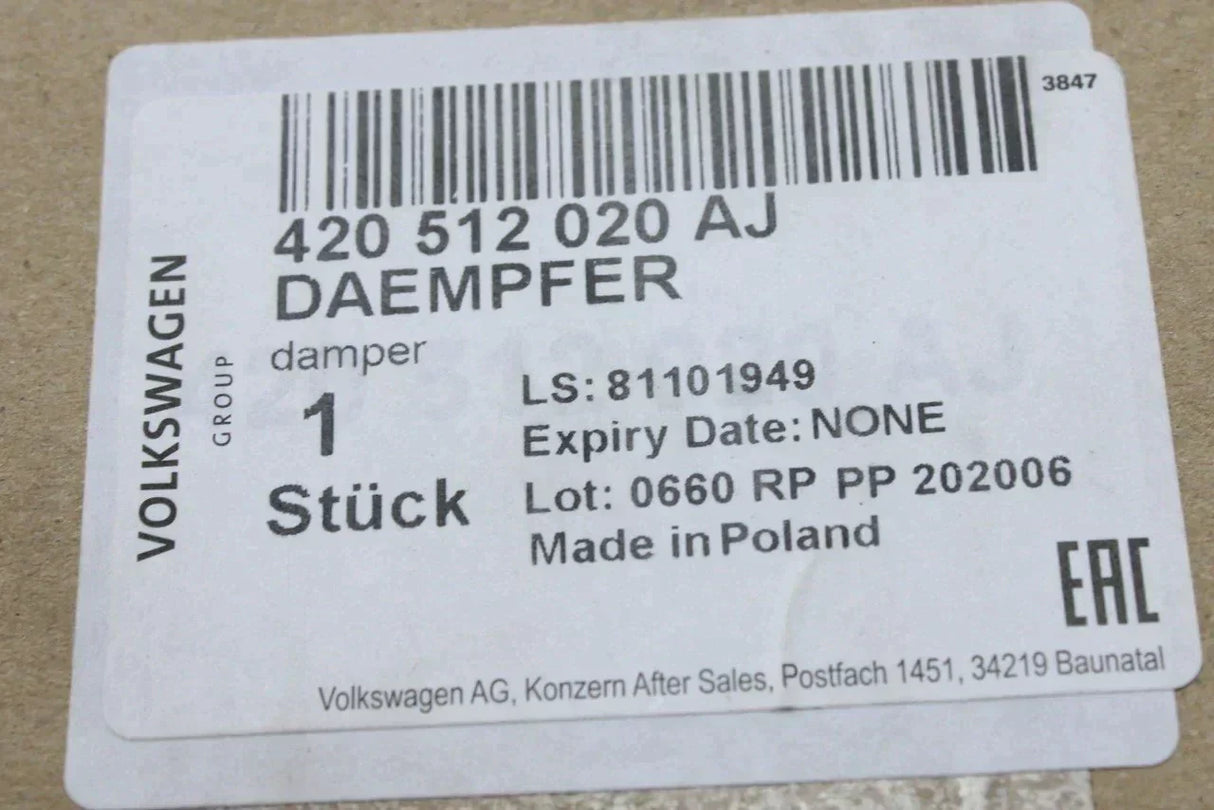 3847
420 512 020 AJ
DAEMPFER
damper
1
Stück
LS: 81101949
Expiry Date: NONE
Lot: 0660 RP PP 202006
Made in Poland
EAC
Volkswagen AG, Konzern After Sales, Postfach 1451, 34219 Baunatal
VOLKSWAGEN
GROUP